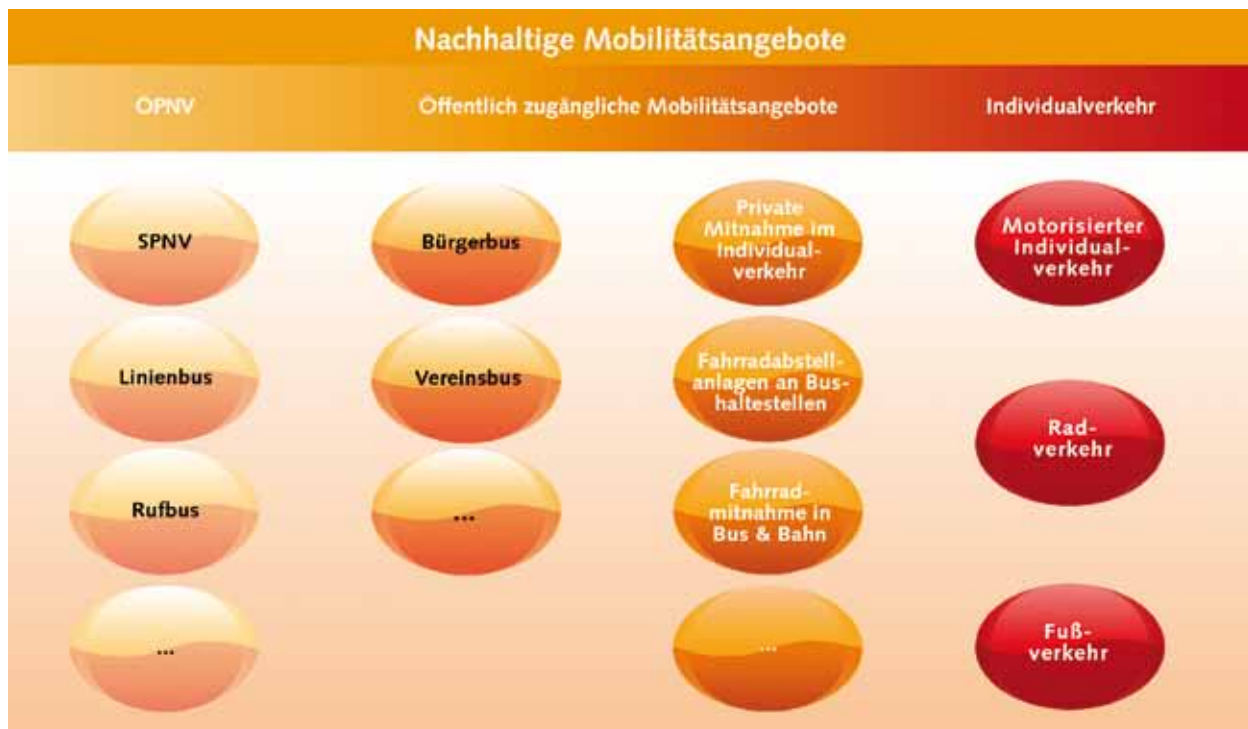 Nachhaltige Mobilitätsangebote
ÖPNV
Öffentlich zugängliche Mobilitätsangebote
Individualverkehr
SPNV
Linienbus
Rufbus
...
Bürgerbus
Vereinsbus
...
Private
Mitnahme im
Individual-
verkehr
Fahrradabstell-
anlagen an Bus-
haltestellen
Fahrrad-
mitnahme in
Bus & Bahn
...
Motorisierter
Individual-
verkehr
Rad-
verkehr
Fuß-
verkehr